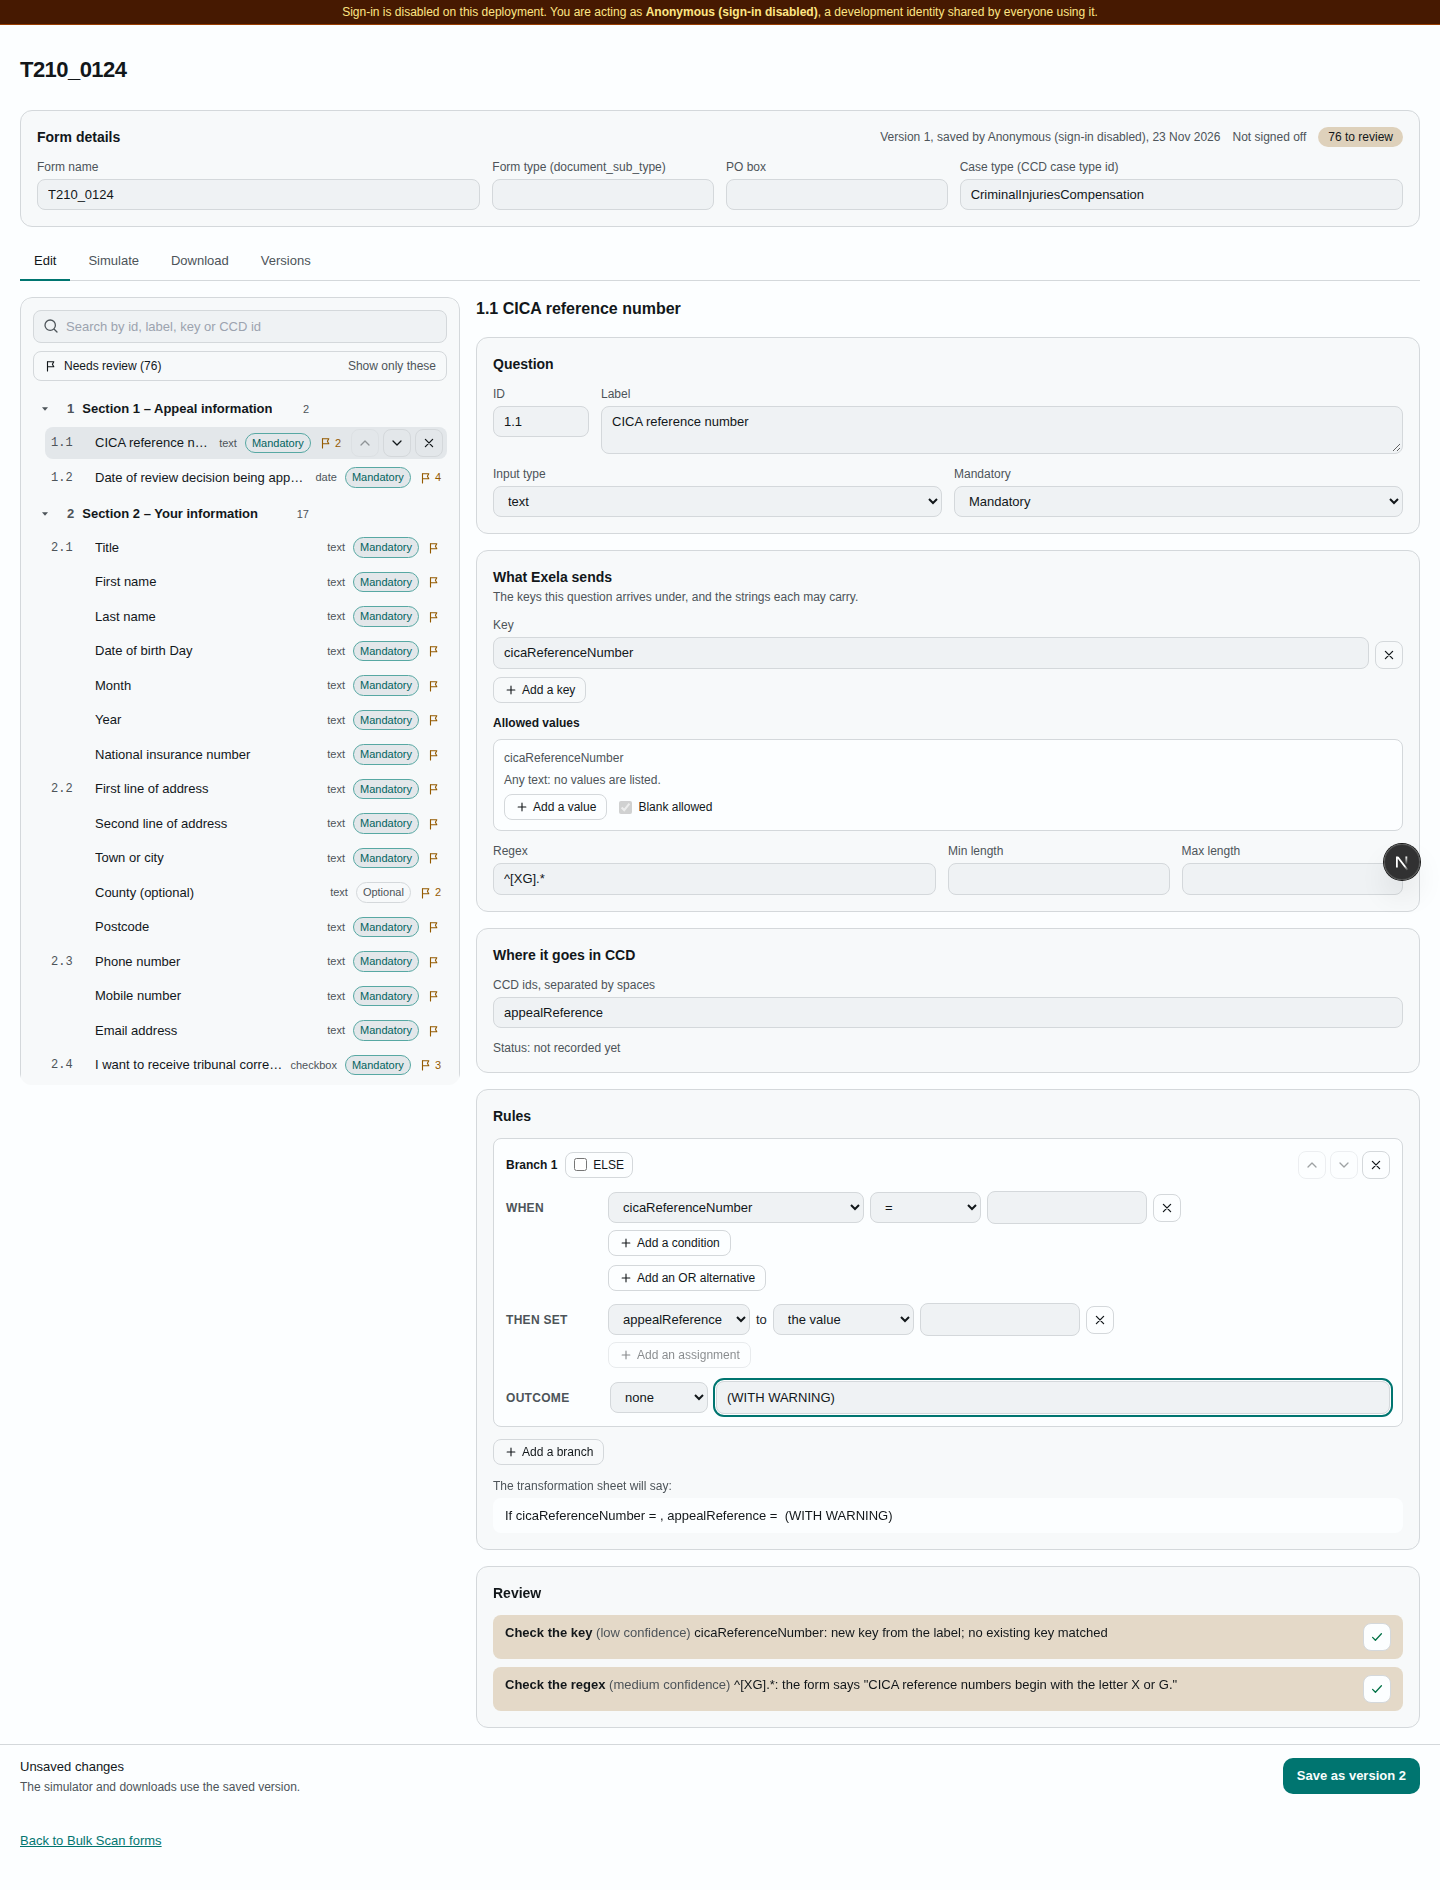 Sign-in is disabled on this deployment. You are acting as Anonymous (sign-in disabled), a development identity shared by everyone using it.
T210_0124
Form details
Version 1, saved by Anonymous (sign-in disabled), 23 Nov 2026 Not signed off 76 to review
Form name Form type (document_sub_type) PO box Case type (CCD case type id)
T210_0124 CriminalInjuriesCompensation
Edit Simulate Download Versions
Search by id, label, key or CCD id
Needs review (76) Show only these
1 Section 1 – Appeal information 2
1.1 CICA reference n... text Mandatory 2
1.2 Date of review decision being app... date Mandatory 4
2 Section 2 – Your information 17
2.1 Title text Mandatory
First name text Mandatory
Last name text Mandatory
Date of birth Day text Mandatory
Month text Mandatory
Year text Mandatory
National insurance number text Mandatory
2.2 First line of address text Mandatory
Second line of address text Mandatory
Town or city text Mandatory
County (optional) text Optional 2
Postcode text Mandatory
2.3 Phone number text Mandatory
Mobile number text Mandatory
Email address text Mandatory
2.4 I want to receive tribunal corre... checkbox Mandatory 3
1.1 CICA reference number
Question
ID Label
1.1 CICA reference number
Input type Mandatory
text Mandatory
What Exela sends
The keys this question arrives under, and the strings each may carry.
Key
cicaReferenceNumber
Add a key
Allowed values
cicaReferenceNumber
Any text: no values are listed.
Add a value Blank allowed
Regex Min length Max length
^[XG].*
N
Where it goes in CCD
CCD ids, separated by spaces
appealReference
Status: not recorded yet
Rules
Branch 1 ELSE
WHEN cicaReferenceNumber =
Add a condition
Add an OR alternative
THEN SET appealReference to the value
Add an assignment
OUTCOME none (WITH WARNING)
Add a branch
The transformation sheet will say:
If cicaReferenceNumber = , appealReference =  (WITH WARNING)
Review
Check the key (low confidence) cicaReferenceNumber: new key from the label; no existing key matched
Check the regex (medium confidence) ^[XG].*: the form says "CICA reference numbers begin with the letter X or G."
Unsaved changes
The simulator and downloads use the saved version.
Save as version 2
Back to Bulk Scan forms